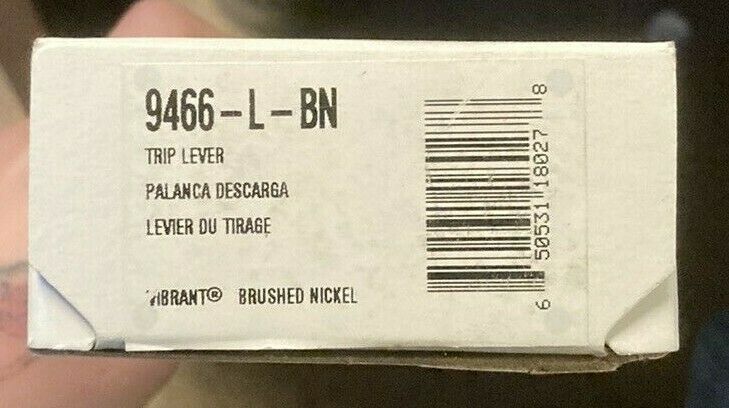 9466-L-BN
TRIP LEVER
PALANCA DESCARGA
LEVIER DU TIRAGE
VIBRANT® BRUSHED NICKEL
6 50531 18027 8